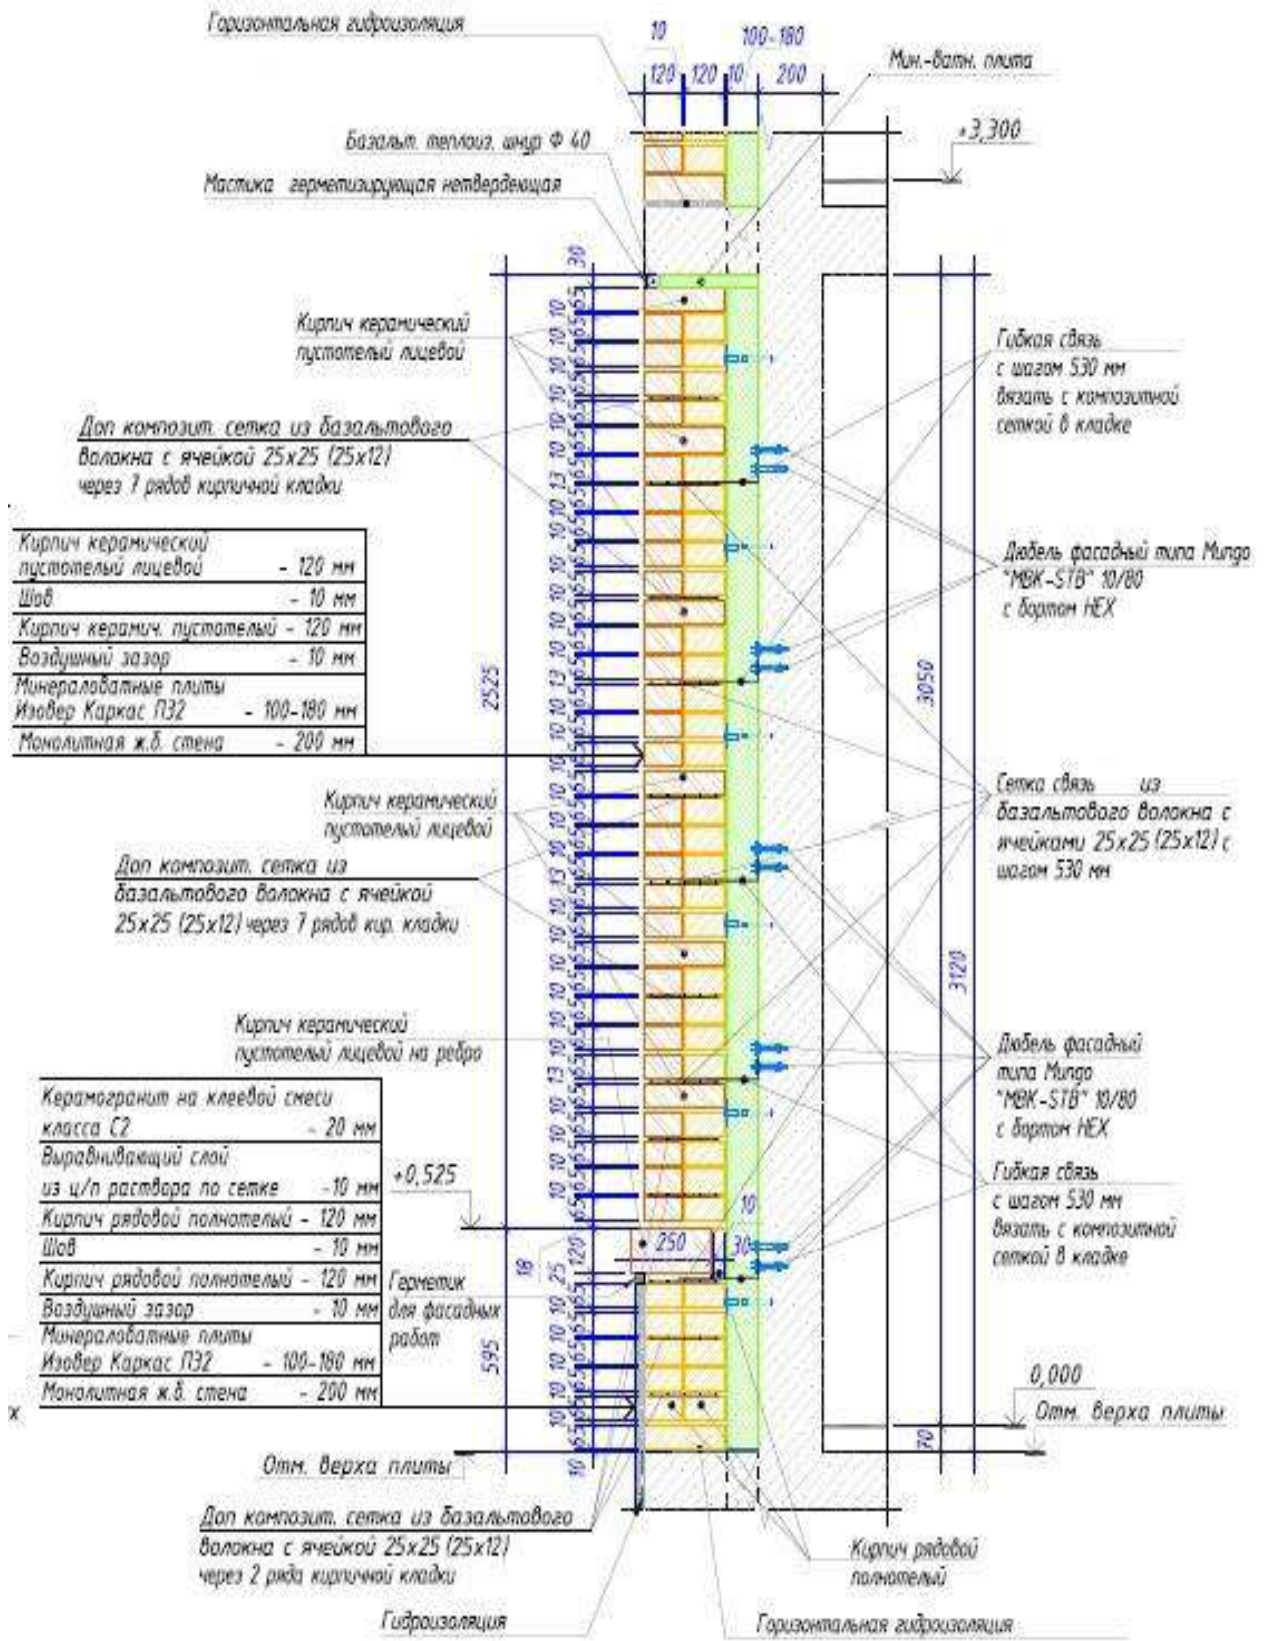 Горизонтальная гидроизоляция
10
100-180
120
120
10
200
Мин.-ватн. плита
Базальт. теплоиз. шнур Ф 40
+3,300
Мастика герметизирующая нетвердеющая
30
Кирпич керамический
пустотелый лицевой
Гибкая связь
с шагом 530 мм
вязать с композитной
сеткой в кладке
Доп композит. сетка из базальтового
волокна с ячейкой 25х25 (25х12)
через 7 рядов кирпичной кладки
Кирпич керамический
пустотелый лицевой - 120 мм
Шов - 10 мм
Кирпич керамич. пустотелый - 120 мм
Воздушный зазор - 10 мм
Минераловатные плиты
Изовер Каркас П32 - 100-180 мм
Монолитная ж.б. стена - 200 мм
Дюбель фасадный типа Мипдо
"МВК-STB" 10/80
с бортом НЕХ
2525
3050
Кирпич керамический
пустотелый лицевой
Сетка связь из
базальтового волокна с
ячейками 25х25 (25х12) с
шагом 530 мм
Доп композит. сетка из
базальтового волокна с ячейкой
25х25 (25х12) через 7 рядов кир. кладки
3120
Кирпич керамический
пустотелый лицевой на ребро
Дюбель фасадный
типа Мипдо
"МВК-STB" 10/80
с бортом НЕХ
Керамогранит на клеевой смеси
класса С2 - 20 мм
Выравнивающий слой
из ц/п раствора по сетке -10 мм
Кирпич рядовой полнотелый - 120 мм
Шов - 10 мм
Кирпич рядовой полнотелый - 120 мм
Воздушный зазор - 10 мм
Минераловатные плиты
Изовер Каркас П32 - 100-180 мм
Монолитная ж.б. стена - 200 мм
+0,525
Гибкая связь
с шагом 530 мм
вязать с композитной
сеткой в кладке
10
250
30
18
120
25
Герметик
для фасадных
работ
595
0,000
Отм. верха плиты
70
10
Отм. верха плиты
Доп композит. сетка из базальтового
волокна с ячейкой 25х25 (25х12)
через 2 ряда кирпичной кладки
Кирпич рядовой
полнотелый
Гидроизоляция
Горизонтальная гидроизоляция